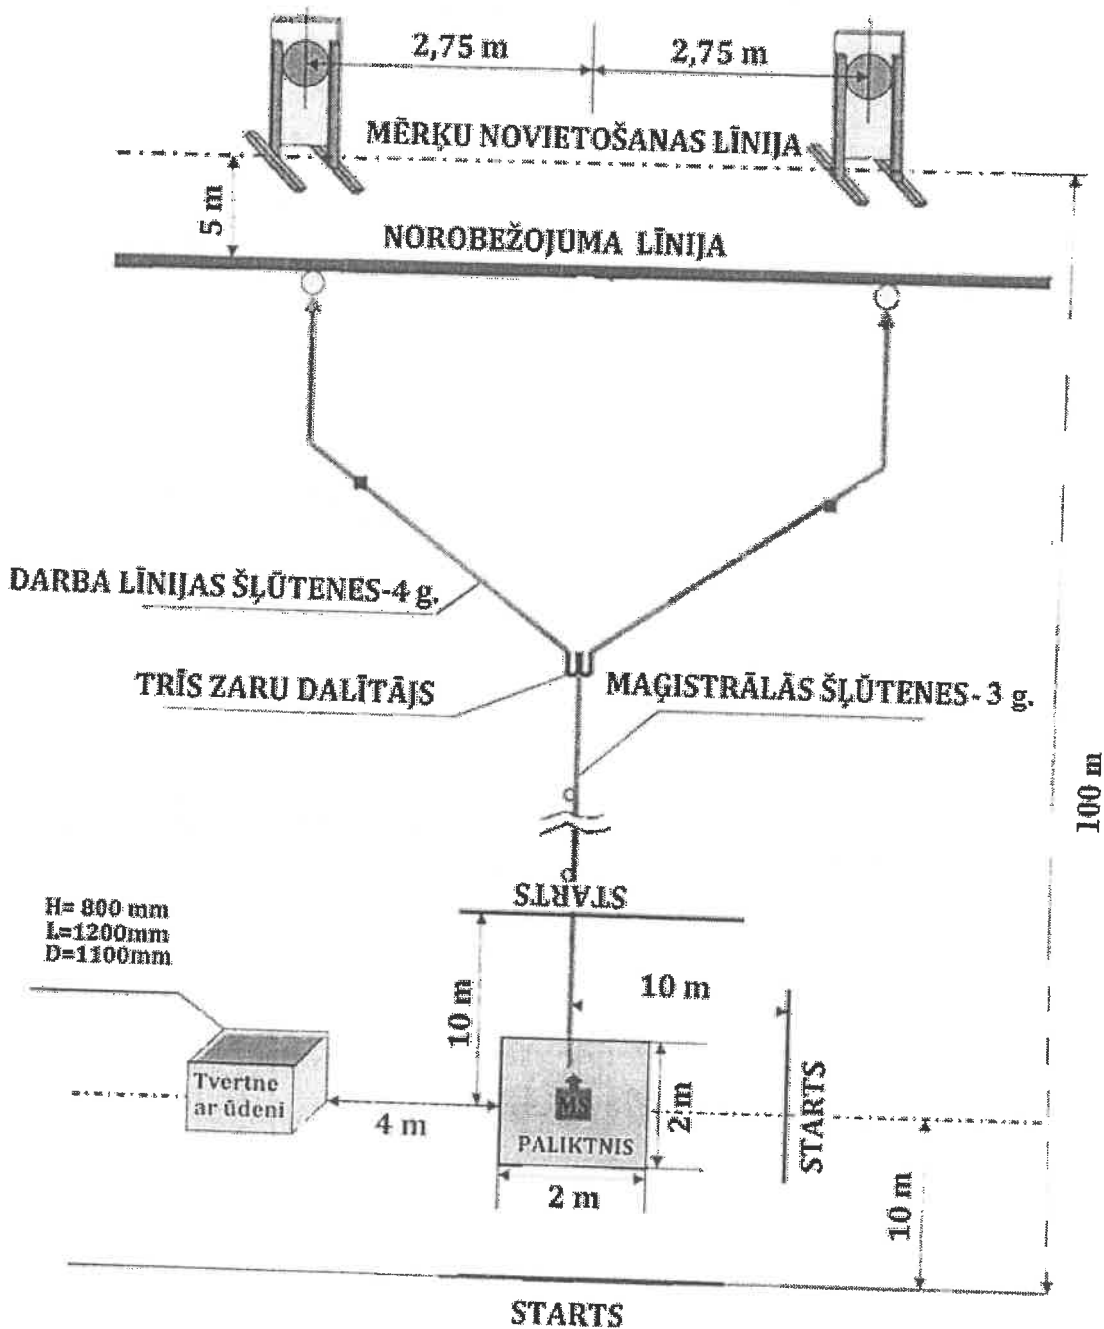 2,75 m
2,75 m
MĒRĶU NOVIETOŠANAS LĪNIJA
5 m
NOROBEŽOJUMA LĪNIJA
DARBA LĪNIJAS ŠĻŪTENES-4 g.
TRĪS ZARU DALĪTĀJS
MAĢISTRĀLĀS ŠĻŪTENES- 3 g.
100 m
STARTS
H= 800 mm
L=1200mm
D=1100mm
10 m
10 m
Tvertne
ar ūdeni
4 m
MS
PALIKTNIS
2 m
STARTS
2 m
10 m
STARTS